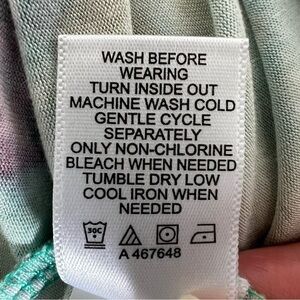 WASH BEFORE
WEARING
TURN INSIDE OUT
MACHINE WASH COLD
GENTLE CYCLE
SEPARATELY
ONLY NON-CHLORINE
BLEACH WHEN NEEDED
TUMBLE DRY LOW
COOL IRON WHEN
NEEDED
30C
A 467648